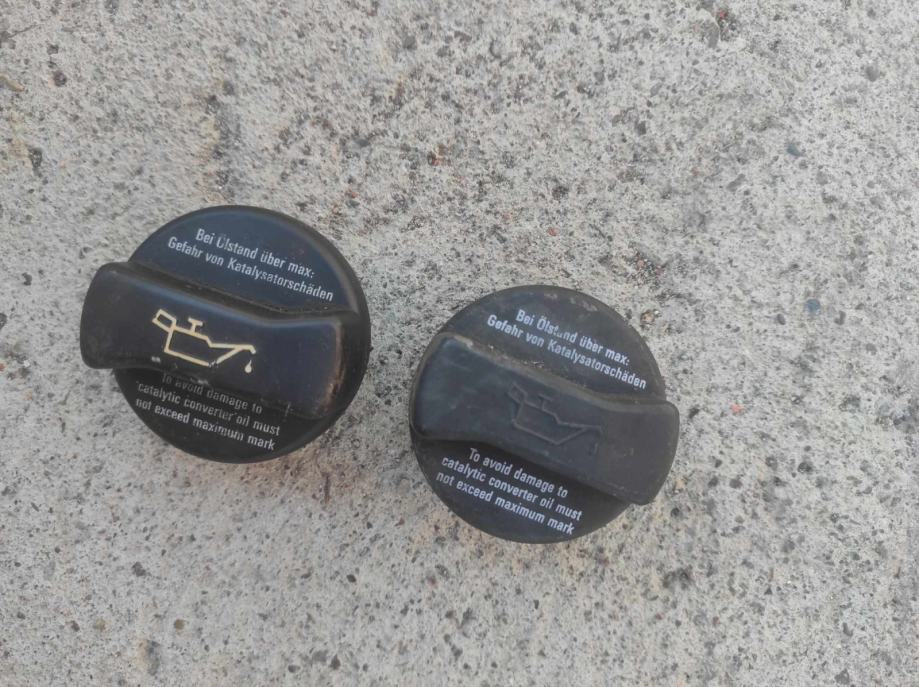 Bei Ölstand über max:
Gefahr von Katalysatorschäden
To avoid damage to
catalytic converter oil must
not exceed maximum mark
Bei Ölstand über max:
Gefahr von Katalysatorschäden
To avoid damage to
catalytic converter oil must
not exceed maximum mark